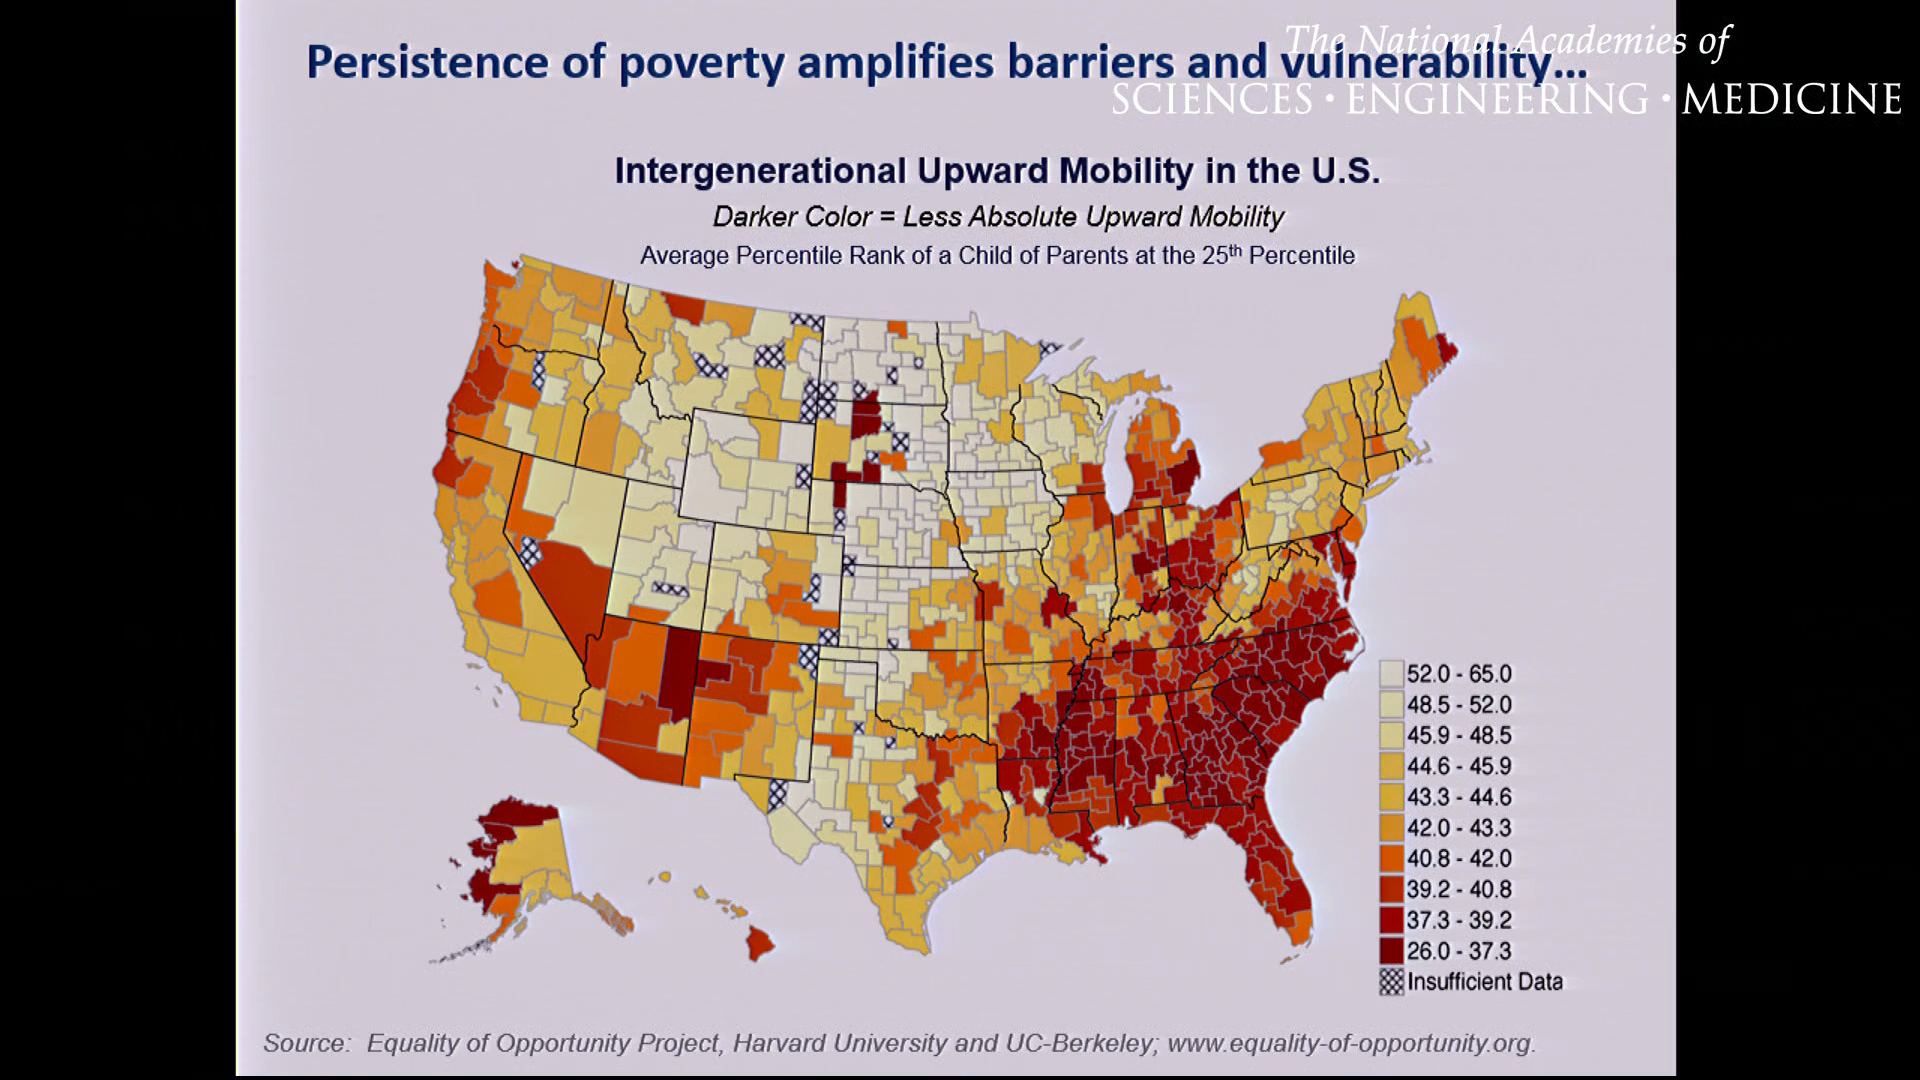 The National Academies of
Persistence of poverty amplifies barriers and vulnerability...
SCIENCES · ENGINEERING · MEDICINE
Intergenerational Upward Mobility in the U.S.
Darker Color = Less Absolute Upward Mobility
Average Percentile Rank of a Child of Parents at the 25th Percentile
52.0 - 65.0
48.5 - 52.0
45.9 - 48.5
44.6 - 45.9
43.3 - 44.6
42.0 - 43.3
40.8 - 42.0
39.2 - 40.8
37.3 - 39.2
26.0 - 37.3
Insufficient Data
Source: Equality of Opportunity Project, Harvard University and UC-Berkeley; www.equality-of-opportunity.org.